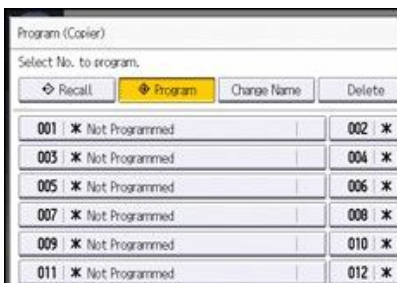 Program (Copier)
Select No. to program.
Recall Program Change Name Delete
001 * Not Programmed 002 *
003 * Not Programmed 004 *
005 * Not Programmed 006 *
007 * Not Programmed 008 *
009 * Not Programmed 010 *
011 * Not Programmed 012 *